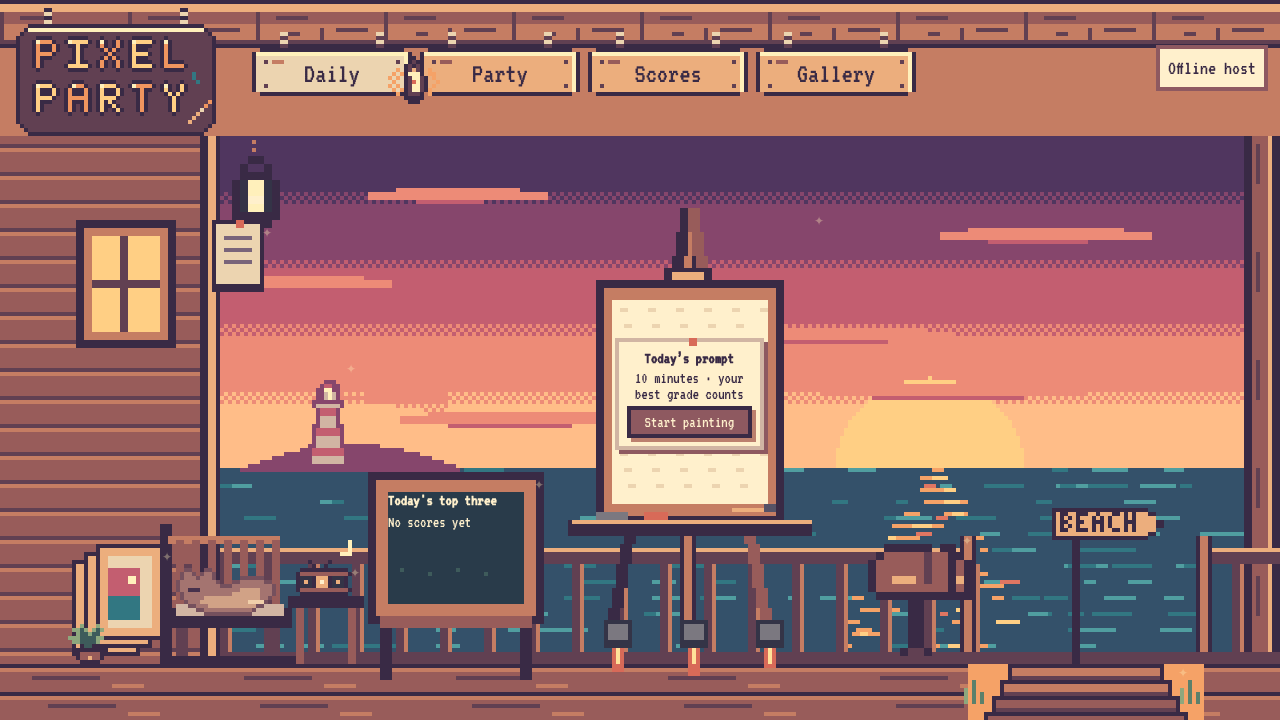 PIXEL
PARTY
Daily
Party
Scores
Gallery
Offline host
Today's prompt
10 minutes · your
best grade counts
Start painting
Today's top three
No scores yet
BEACH